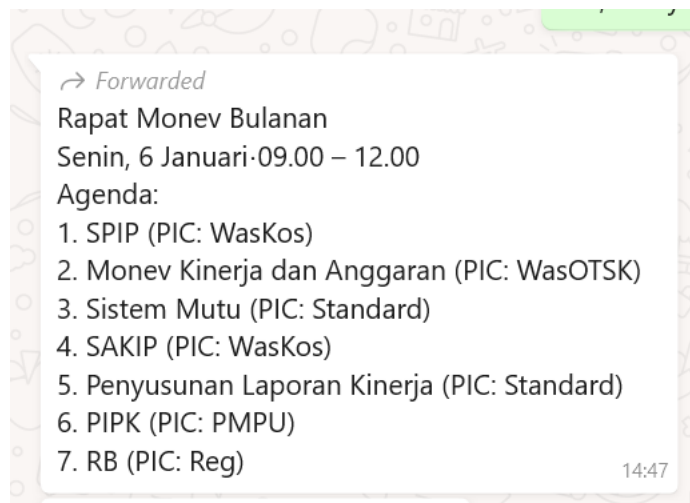 Forwarded
Rapat Monev Bulanan
Senin, 6 Januari·09.00 – 12.00
Agenda:
1. SPIP (PIC: WasKos)
2. Monev Kinerja dan Anggaran (PIC: WasOTSK)
3. Sistem Mutu (PIC: Standard)
4. SAKIP (PIC: WasKos)
5. Penyusunan Laporan Kinerja (PIC: Standard)
6. PIPK (PIC: PMPU)
7. RB (PIC: Reg)
14:47